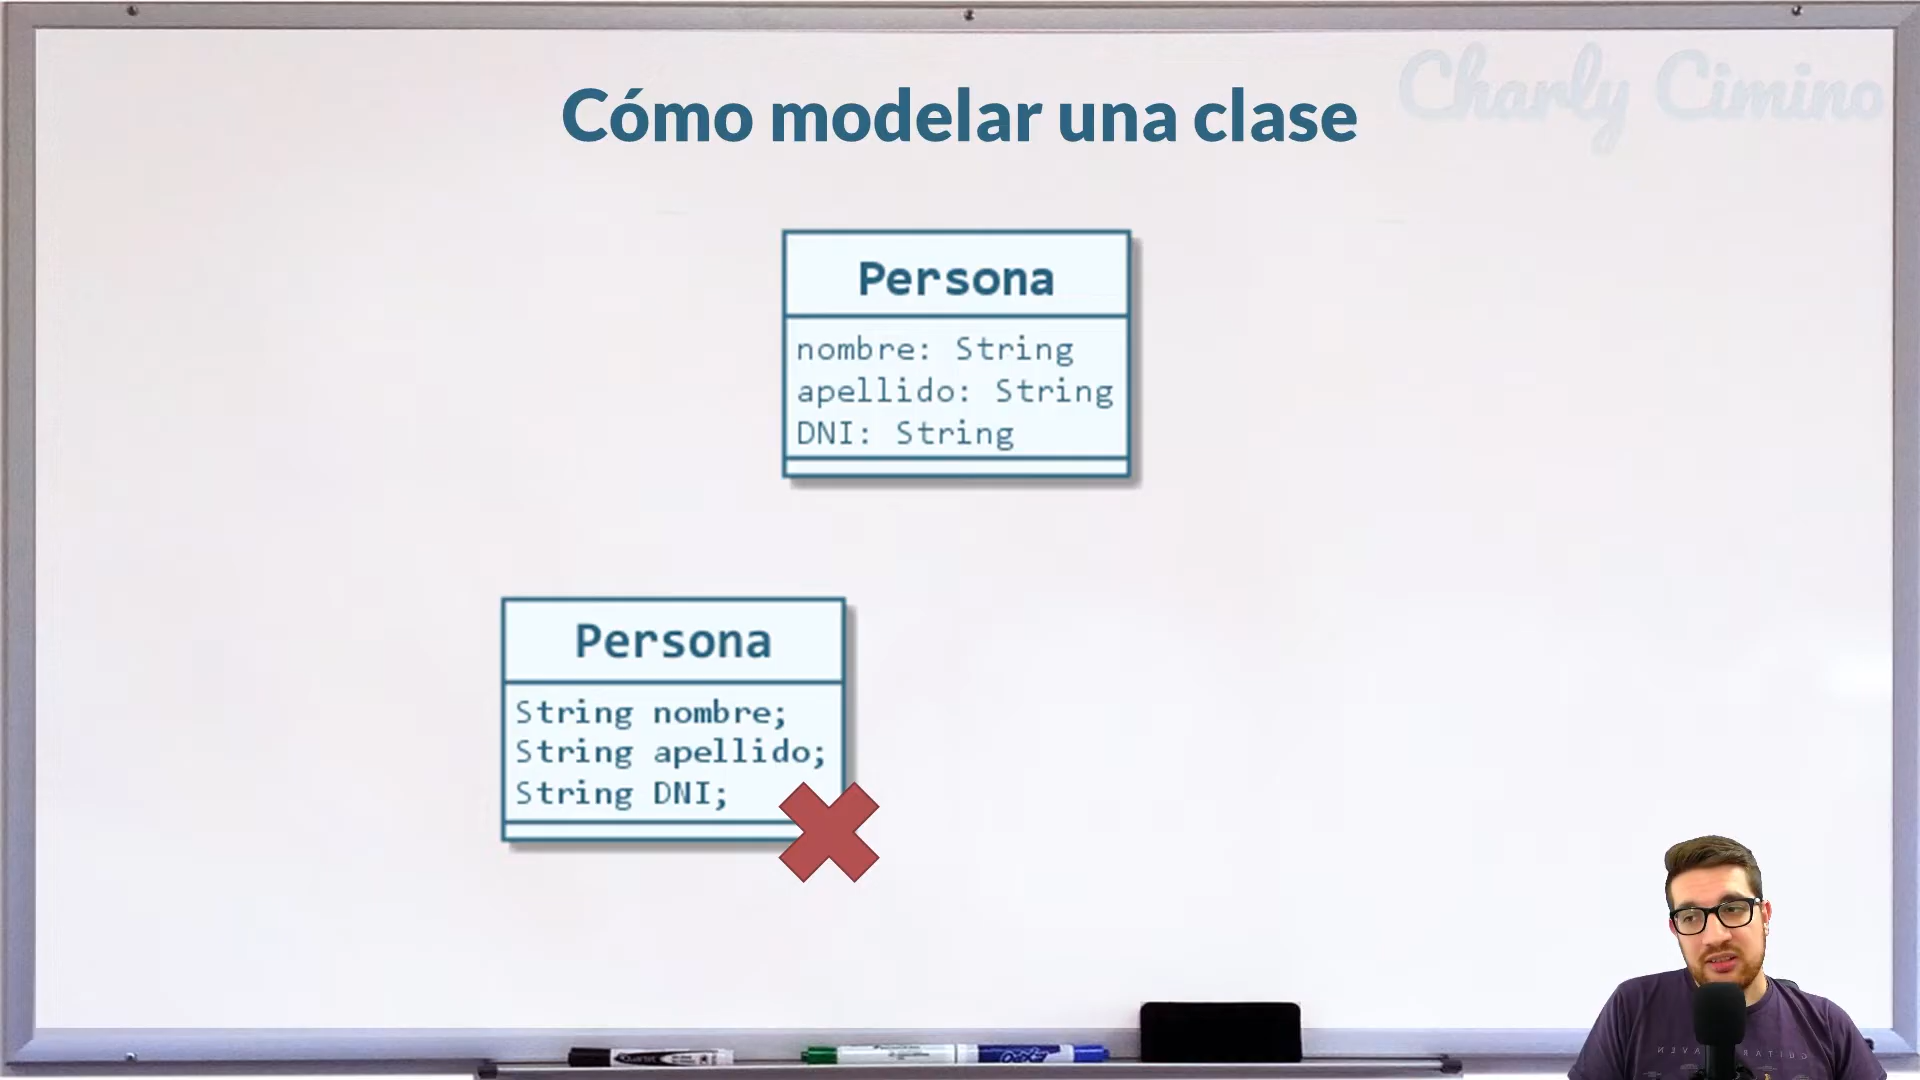 Charly Cimino
Cómo modelar una clase
Persona
nombre: String
apellido: String
DNI: String
Persona
String nombre;
String apellido;
String DNI;
Quartet